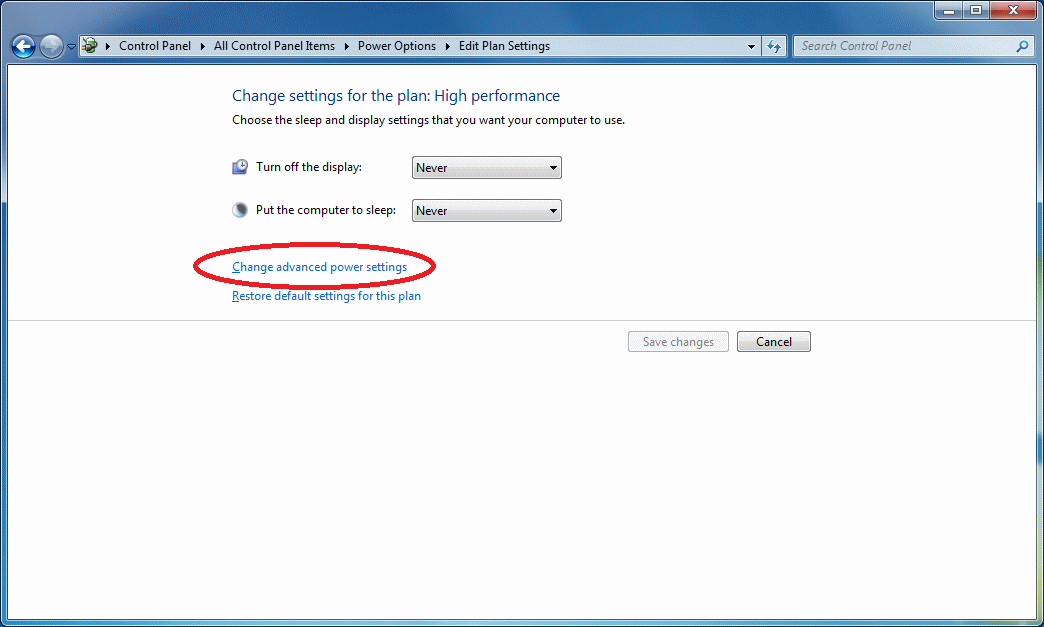 Control Panel All Control Panel Items Power Options Edit Plan Settings Search Control Panel
Change settings for the plan: High performance
Choose the sleep and display settings that you want your computer to use.
Turn off the display: Never
Put the computer to sleep: Never
Change advanced power settings
Restore default settings for this plan
Save changes Cancel